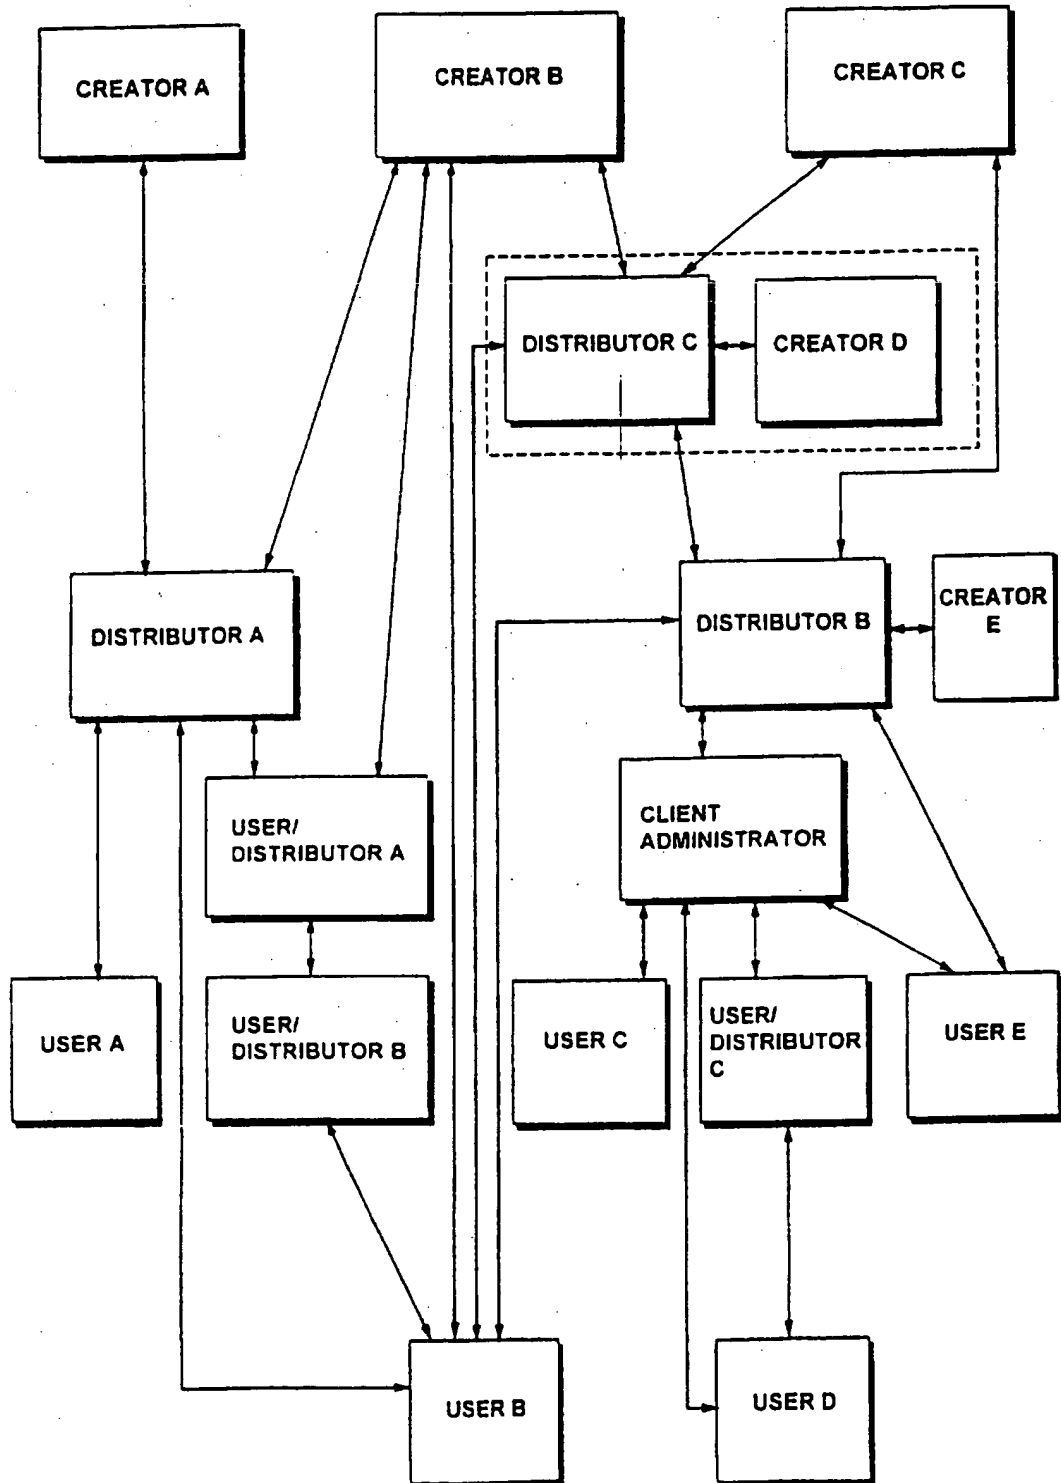 CREATOR A
CREATOR B
CREATOR C
DISTRIBUTOR C
CREATOR D
DISTRIBUTOR A
DISTRIBUTOR B
CREATOR
E
USER/
DISTRIBUTOR A
CLIENT
ADMINISTRATOR
USER A
USER/
DISTRIBUTOR B
USER C
USER/
DISTRIBUTOR
C
USER E
USER B
USER D